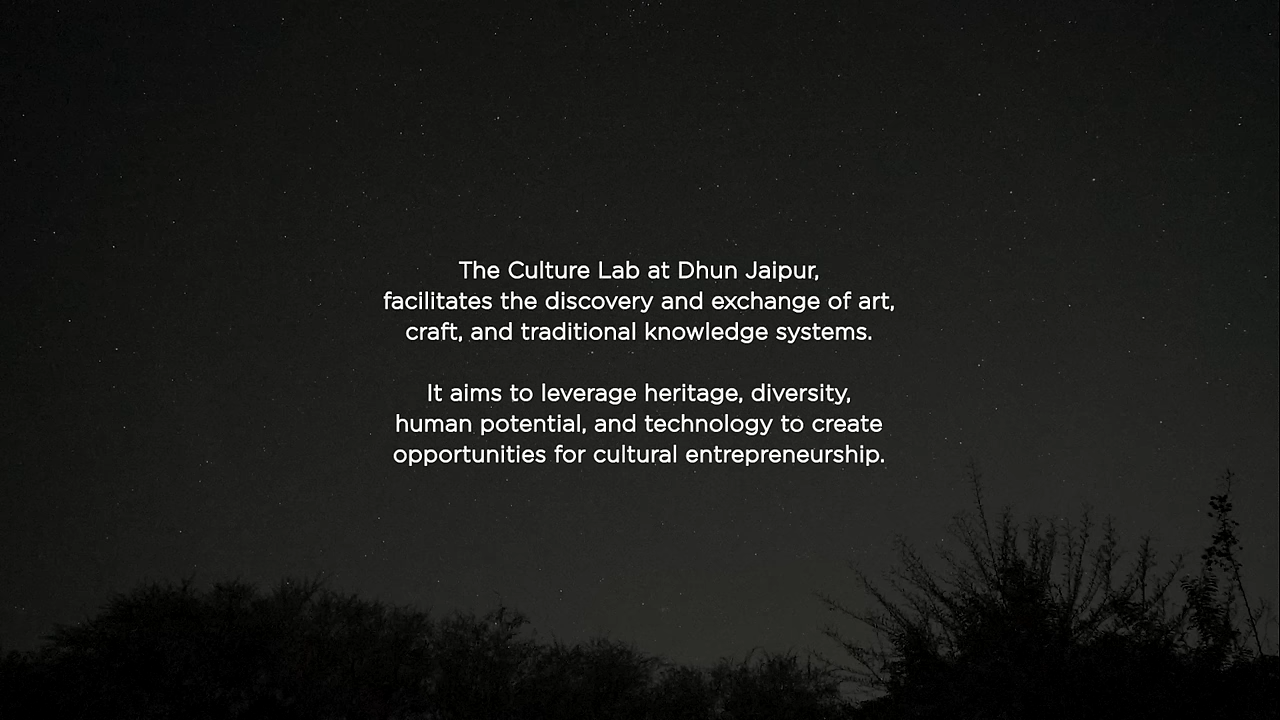 The Culture Lab at Dhun Jaipur,
facilitates the discovery and exchange of art,
craft, and traditional knowledge systems.
It aims to leverage heritage, diversity,
human potential, and technology to create
opportunities for cultural entrepreneurship.